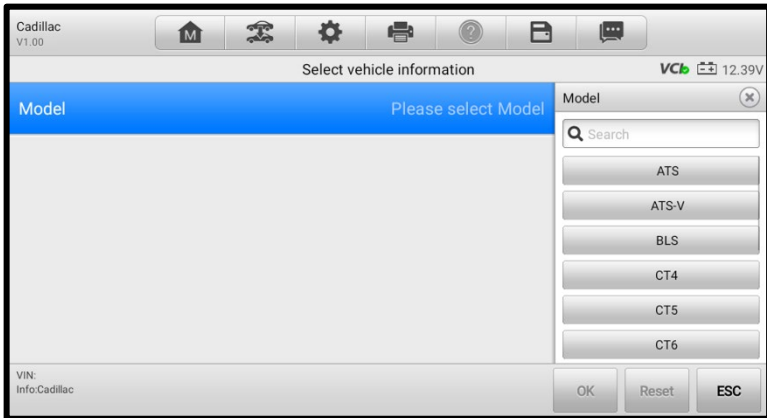 Cadillac
V1.00
M
Select vehicle information
VCI 12.39V
Model Please select Model
Model
Search
ATS
ATS-V
BLS
CT4
CT5
CT6
VIN:
Info:Cadillac
OK Reset ESC